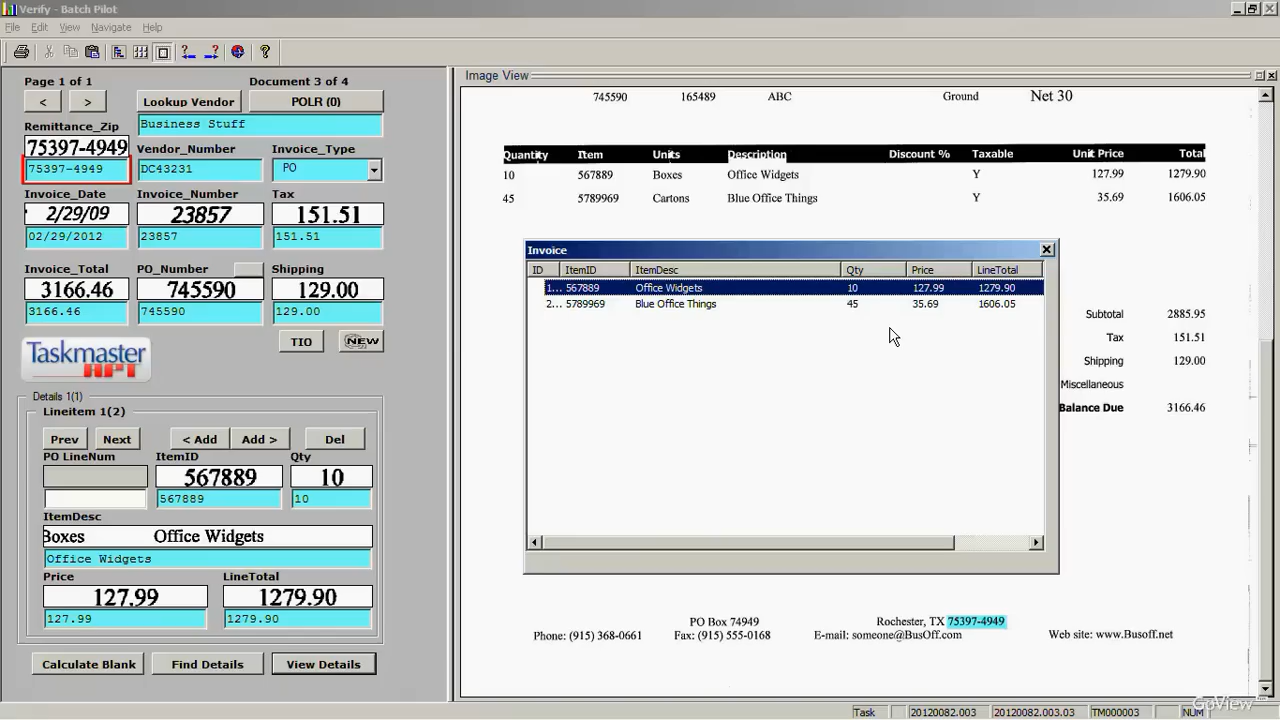 Verify - Batch Pilot
File Edit View Navigate Help
Page 1 of 1 Document 3 of 4
< > Lookup Vendor POLR (0)
Remittance_Zip Business Stuff
75397-4949 Vendor_Number Invoice_Type
75397-4949 DC43231 PO
Invoice_Date Invoice_Number Tax
2/29/09 23857 151.51
02/29/2012 23857 151.51
Invoice_Total PO_Number Shipping
3166.46 745590 129.00
3166.46 745590 129.00
TIO NEW
Taskmaster
APT
Details 1(1)
Lineitem 1(2)
Prev Next < Add Add > Del
PO LineNum ItemID Qty
567889 10
567889 10
ItemDesc
Boxes Office Widgets
Office Widgets
Price LineTotal
127.99 1279.90
127.99 1279.90
Calculate Blank Find Details View Details
Image View
745590 165489 ABC Ground Net 30
Quantity Item Units Description Discount % Taxable Unit Price Total
10 567889 Boxes Office Widgets Y 127.99 1279.90
45 5789969 Cartons Blue Office Things Y 35.69 1606.05
Invoice
ID ItemID ItemDesc Qty Price LineTotal
1... 567889 Office Widgets 10 127.99 1279.90
2... 5789969 Blue Office Things 45 35.69 1606.05
Subtotal 2885.95
Tax 151.51
Shipping 129.00
Miscellaneous
Balance Due 3166.46
PO Box 74949 Rochester, TX 75397-4949
Phone: (915) 368-0661 Fax: (915) 555-0168 E-mail: someone@BusOff.com Web site: www.Busoff.net
GoView
Task 20120082.003 20120082.003.03 TM000003 NUM